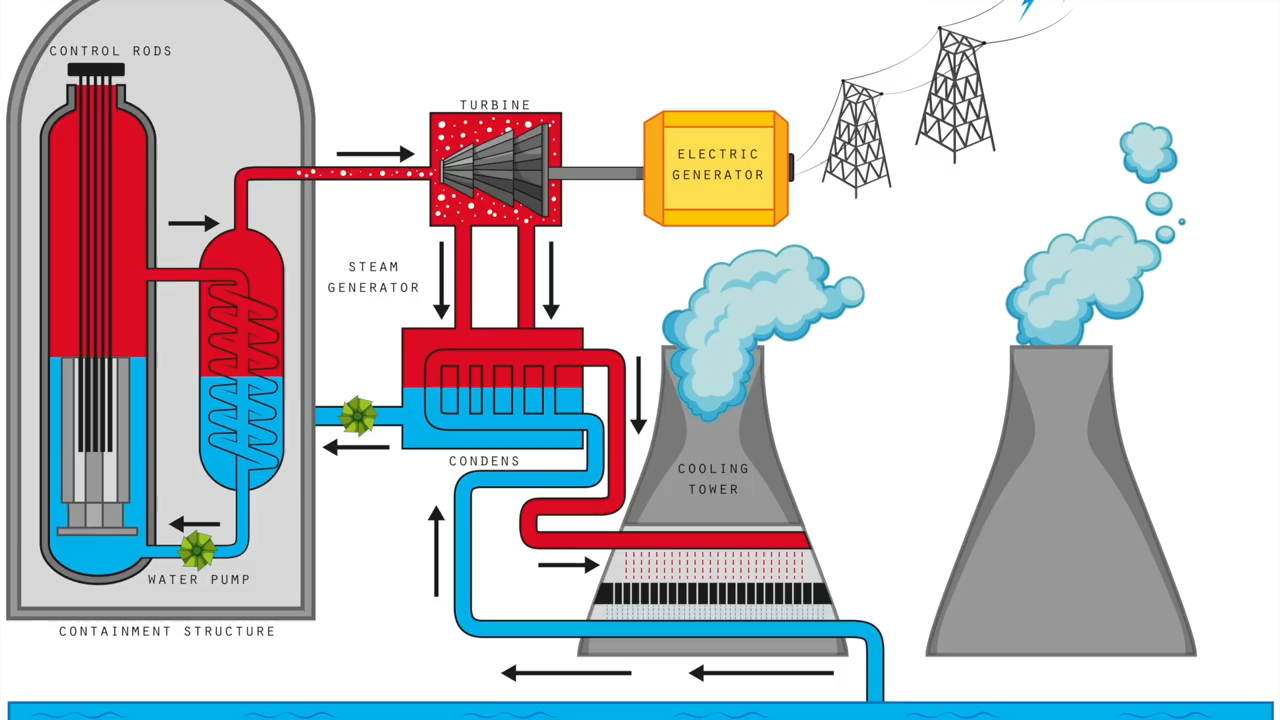 CONTROL RODS
TURBINE
ELECTRIC
GENERATOR
STEAM
GENERATOR
CONDENS
COOLING
TOWER
WATER PUMP
CONTAINMENT STRUCTURE